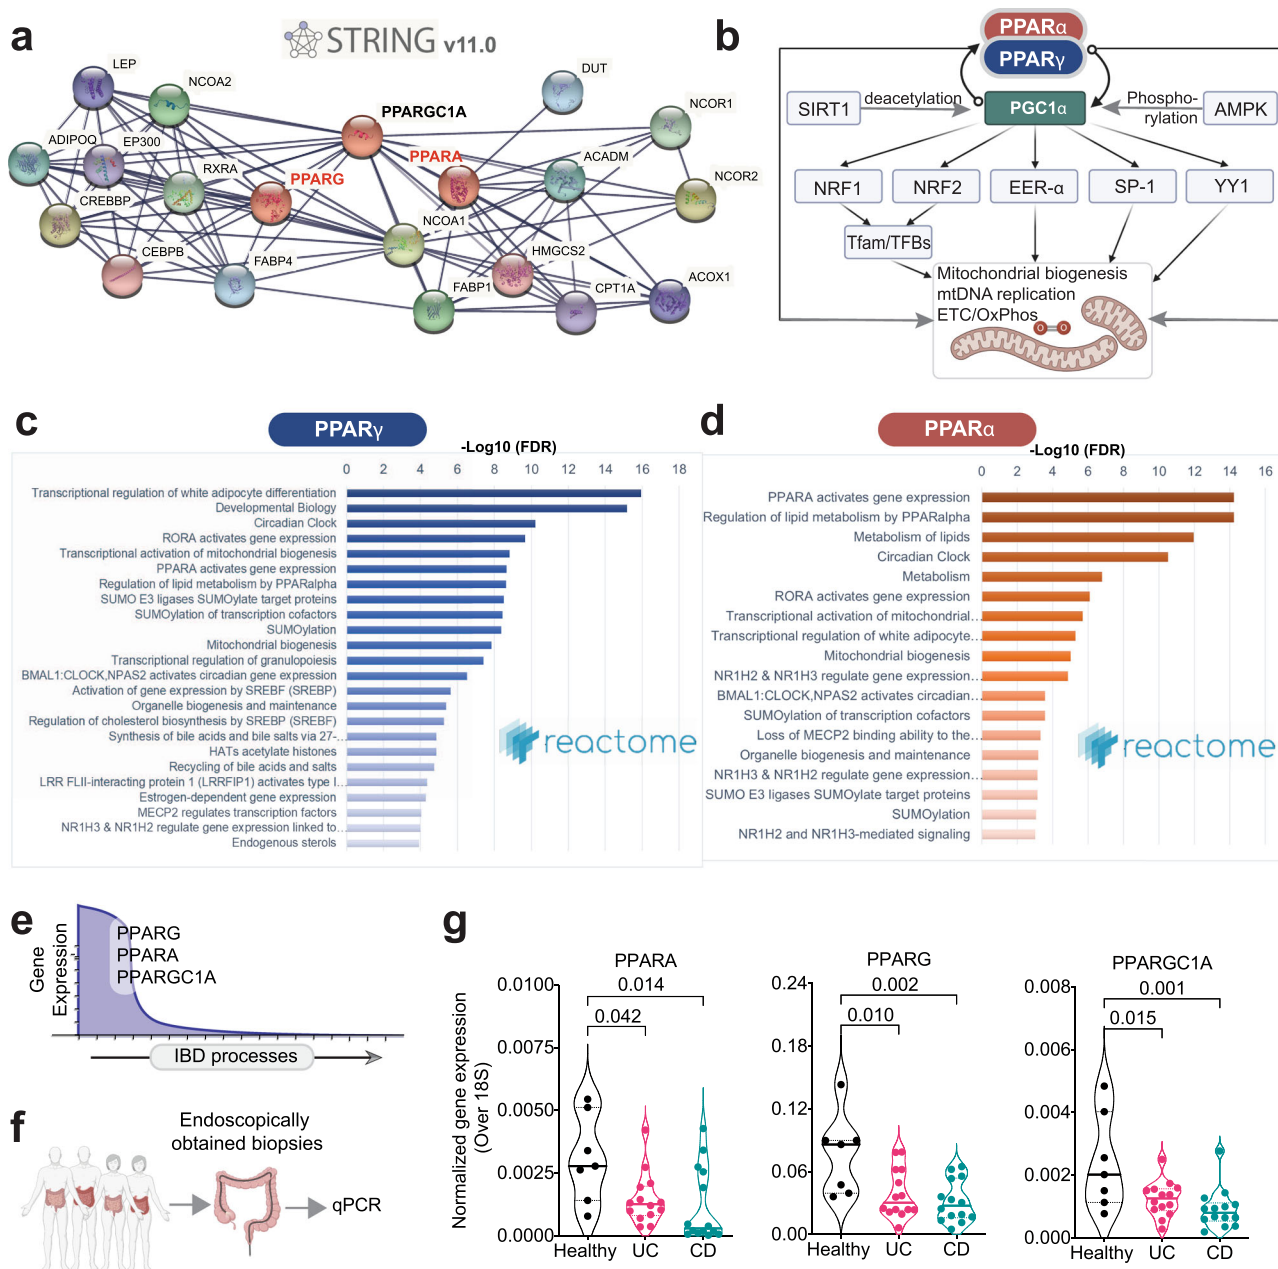 a
STRING v11.0
LEP
NCOA2
DUT
PPARGC1A
NCOR1
ADIPOQ
EP300
RXRA
PPARG
PPARA
ACADM
NCOR2
CREBBP
NCOA1
CEBPB
FABP4
HMGCS2
FABP1
CPT1A
ACOX1
b
PPARα
PPARγ
SIRT1
deacetylation
PGC1α
Phospho-
rylation
AMPK
NRF1
NRF2
EER-α
SP-1
YY1
Tfam/TFBs
Mitochondrial biogenesis
mtDNA replication
ETC/OxPhos
O O
c
PPARγ
-Log10 (FDR)
0 2 4 6 8 10 12 14 16 18
Transcriptional regulation of white adipocyte differentiation
Developmental Biology
Circadian Clock
RORA activates gene expression
Transcriptional activation of mitochondrial biogenesis
PPARA activates gene expression
Regulation of lipid metabolism by PPARalpha
SUMO E3 ligases SUMOylate target proteins
SUMOylation of transcription cofactors
SUMOylation
Mitochondrial biogenesis
Transcriptional regulation of granulopoiesis
BMAL1:CLOCK,NPAS2 activates circadian gene expression
Activation of gene expression by SREBF (SREBP)
Organelle biogenesis and maintenance
Regulation of cholesterol biosynthesis by SREBP (SREBF)
Synthesis of bile acids and bile salts via 27-...
HATs acetylate histones
Recycling of bile acids and salts
LRR FLII-interacting protein 1 (LRRFIP1) activates type I...
Estrogen-dependent gene expression
MECP2 regulates transcription factors
NR1H3 & NR1H2 regulate gene expression linked to...
Endogenous sterols
reactome
d
PPARα
-Log10 (FDR)
0 2 4 6 8 10 12 14 16
PPARA activates gene expression
Regulation of lipid metabolism by PPARalpha
Metabolism of lipids
Circadian Clock
Metabolism
RORA activates gene expression
Transcriptional activation of mitochondrial...
Transcriptional regulation of white adipocyte...
Mitochondrial biogenesis
NR1H2 & NR1H3 regulate gene expression...
BMAL1:CLOCK,NPAS2 activates circadian...
SUMOylation of transcription cofactors
Loss of MECP2 binding ability to the...
Organelle biogenesis and maintenance
NR1H3 & NR1H2 regulate gene expression...
SUMO E3 ligases SUMOylate target proteins
SUMOylation
NR1H2 and NR1H3-mediated signaling
reactome
e
Gene
Expression
PPARG
PPARA
PPARGC1A
IBD processes
f
Endoscopically
obtained biopsies
qPCR
g
Normalized gene expression
(Over 18S)
PPARA
0.0100
0.0075
0.0050
0.0025
0.0000
0.014
0.042
Healthy UC CD
PPARG
0.24
0.18
0.12
0.06
0.00
0.002
0.010
Healthy UC CD
PPARGC1A
0.008
0.006
0.004
0.002
0.000
0.001
0.015
Healthy UC CD